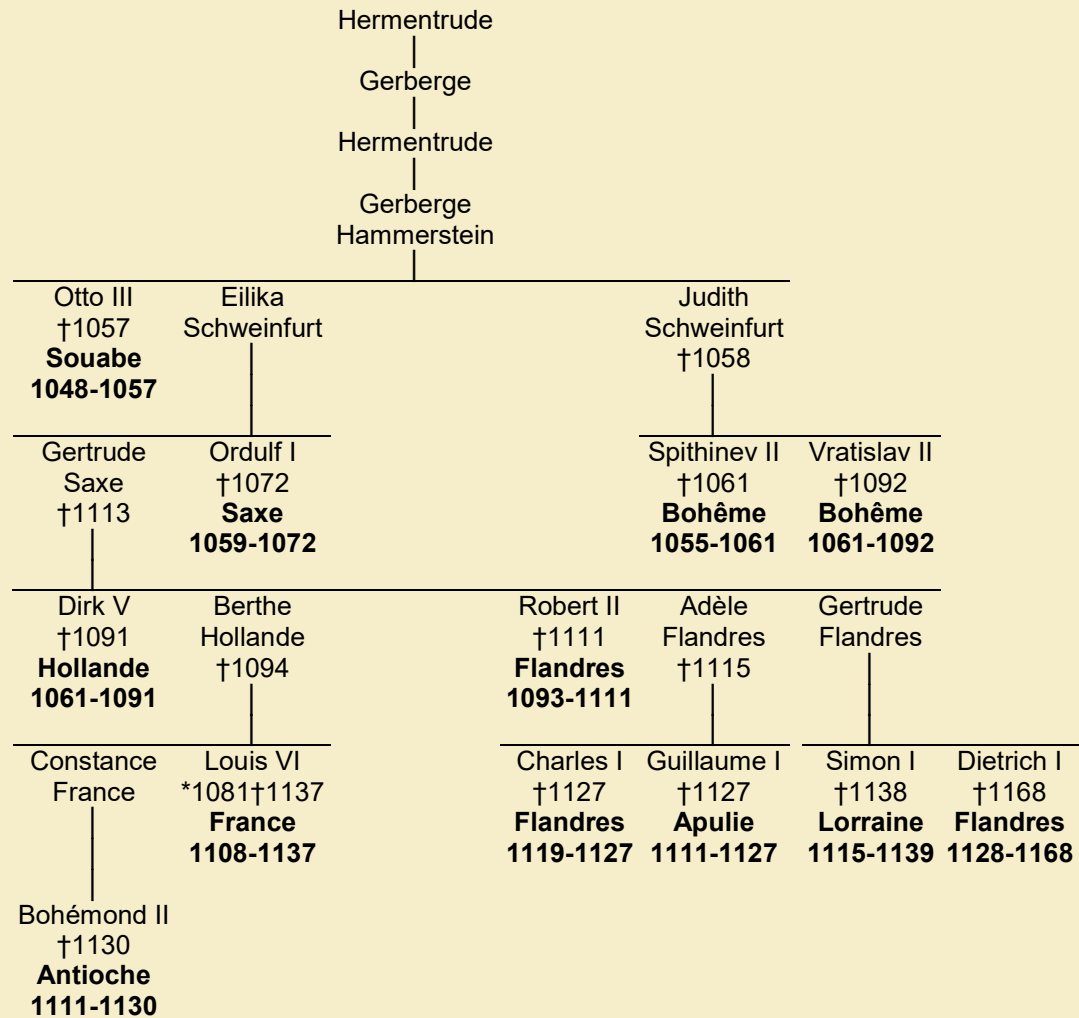 Hermentrude
Gerberge
Hermentrude
Gerberge
Hammerstein
Otto III
†1057
Souabe
1048-1057
Eilika
Schweinfurt
Judith
Schweinfurt
†1058
Gertrude
Saxe
†1113
Ordulf I
†1072
Saxe
1059-1072
Spithinev II
†1061
Bohême
1055-1061
Vratislav II
†1092
Bohême
1061-1092
Dirk V
†1091
Hollande
1061-1091
Berthe
Hollande
†1094
Robert II
†1111
Flandres
1093-1111
Adèle
Flandres
†1115
Gertrude
Flandres
Constance
France
Louis VI
*1081†1137
France
1108-1137
Charles I
†1127
Flandres
1119-1127
Guillaume I
†1127
Apulie
1111-1127
Simon I
†1138
Lorraine
1115-1139
Dietrich I
†1168
Flandres
1128-1168
Bohémond II
†1130
Antioche
1111-1130